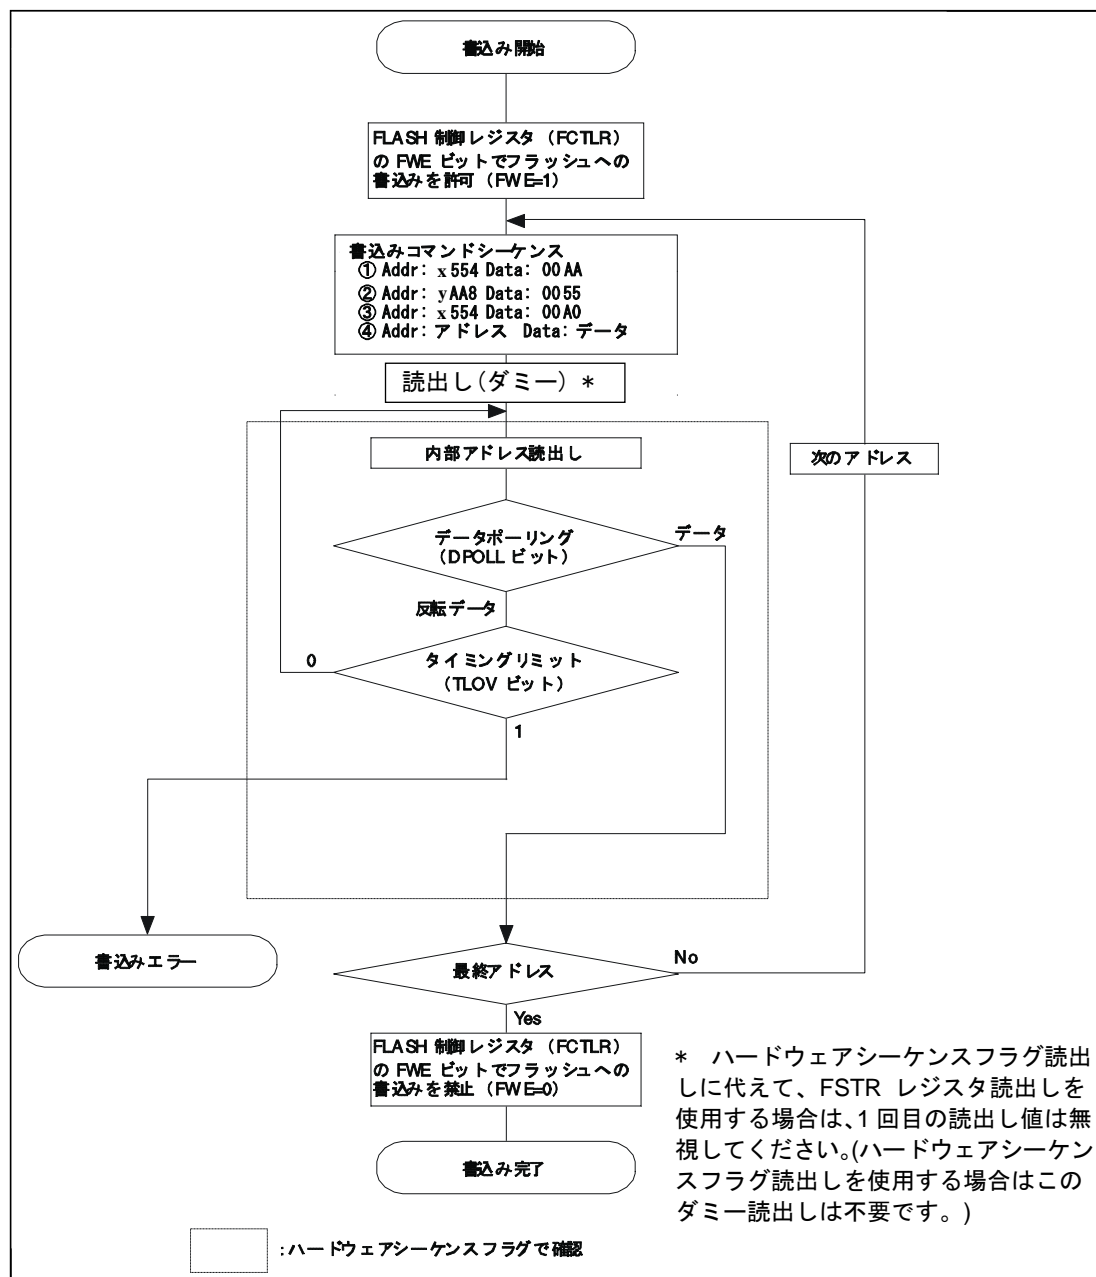 書込み開始
FLASH 制御レジスタ (FCTLR)
の FWE ビットでフラッシュへの
書込みを許可 (FWE=1)
書込みコマンドシーケンス
① Addr: x554 Data: 00AA
② Addr: yAA8 Data: 0055
③ Addr: x554 Data: 00A0
④ Addr: アドレス Data: データ
読出し(ダミー) *
内部アドレス読出し
次のアドレス
データポーリング
(DPOLL ビット)
データ
反転データ
タイミングリミット
(TLOV ビット)
0
1
書込みエラー
最終アドレス
No
Yes
FLASH 制御レジスタ (FCTLR)
の FWE ビットでフラッシュへの
書込みを禁止 (FWE=0)
書込み完了
* ハードウェアシーケンスフラグ読出
しに代えて、FSTR レジスタ読出しを
使用する場合は、1 回目の読出し値は無
視してください。(ハードウェアシーケン
スフラグ読出しを使用する場合はこの
ダミー読出しは不要です。)
:ハードウェアシーケンスフラグで確認